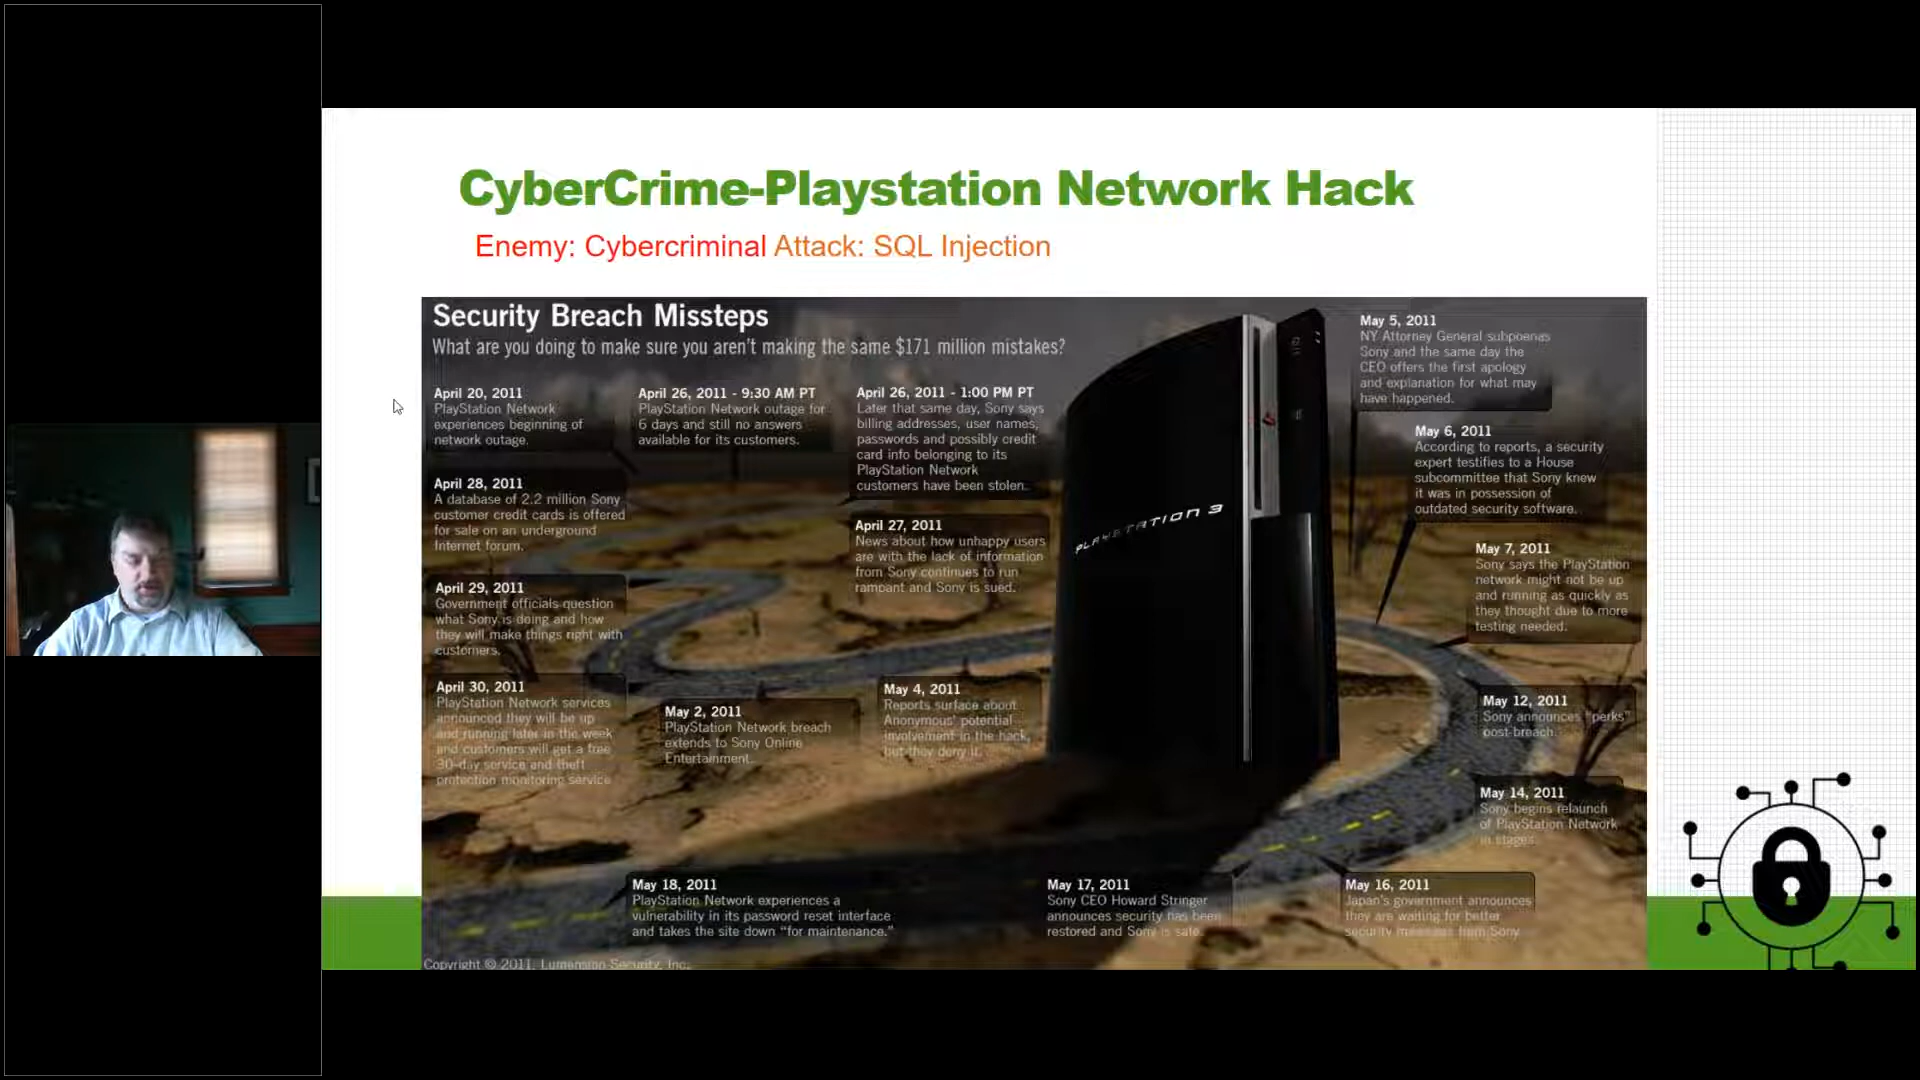 CyberCrime-Playstation Network Hack
Enemy: Cybercriminal Attack: SQL Injection
Security Breach Missteps
What are you doing to make sure you aren't making the same $171 million mistakes?
April 20, 2011
PlayStation Network
experiences beginning of
network outage.
April 26, 2011 - 9:30 AM PT
PlayStation Network outage for
6 days and still no answers
available for its customers.
April 26, 2011 - 1:00 PM PT
Later that same day, Sony says
billing addresses, user names,
passwords and possibly credit
card info belonging to its
PlayStation Network
customers have been stolen.
April 27, 2011
News about how unhappy users
are with the lack of information
from Sony continues to run
rampant and Sony is sued.
April 28, 2011
A database of 2.2 million Sony
customer credit cards is offered
for sale on an underground
Internet forum.
April 29, 2011
Government officials question
what Sony is doing and how
they will make things right with
customers.
April 30, 2011
PlayStation Network services
announced they will be up
and running later in the week
and customers will get a free
30-day service and theft
protection monitoring service
May 2, 2011
PlayStation Network breach
extends to Sony Online
Entertainment.
May 4, 2011
Reports surface about
Anonymous' potential
involvement in the hack,
but they deny it.
PLAYSTATION 3
May 5, 2011
NY Attorney General subpoenas
Sony and the same day the
CEO offers the first apology
and explanation for what may
have happened.
May 6, 2011
According to reports, a security
expert testifies to a House
subcommittee that Sony knew
it was in possession of
outdated security software.
May 7, 2011
Sony says the PlayStation
network might not be up
and running as quickly as
they thought due to more
testing needed.
May 12, 2011
Sony announces "perks"
post-breach.
May 14, 2011
Sony begins relaunch
of PlayStation Network
in stages.
May 16, 2011
Japan's government announces
they are waiting for better
security measures from Sony
May 17, 2011
Sony CEO Howard Stringer
announces security has been
restored and Sony is safe.
May 18, 2011
PlayStation Network experiences a
vulnerability in its password reset interface
and takes the site down "for maintenance."
Copyright © 2011, Lumension Security, Inc.